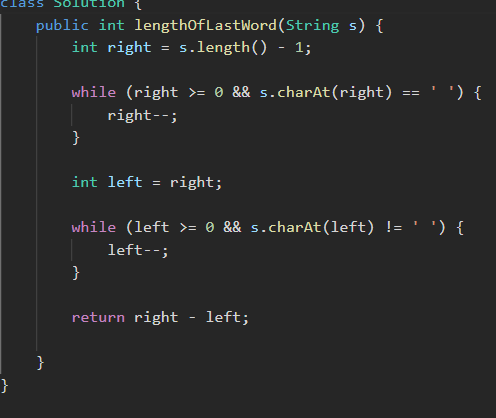 class Solution {
    public int lengthOfLastWord(String s) {
        int right = s.length() - 1;
        while (right >= 0 && s.charAt(right) == ' ') {
            right--;
        }
        int left = right;
        while (left >= 0 && s.charAt(left) != ' ') {
            left--;
        }
        return right - left;
    }
}